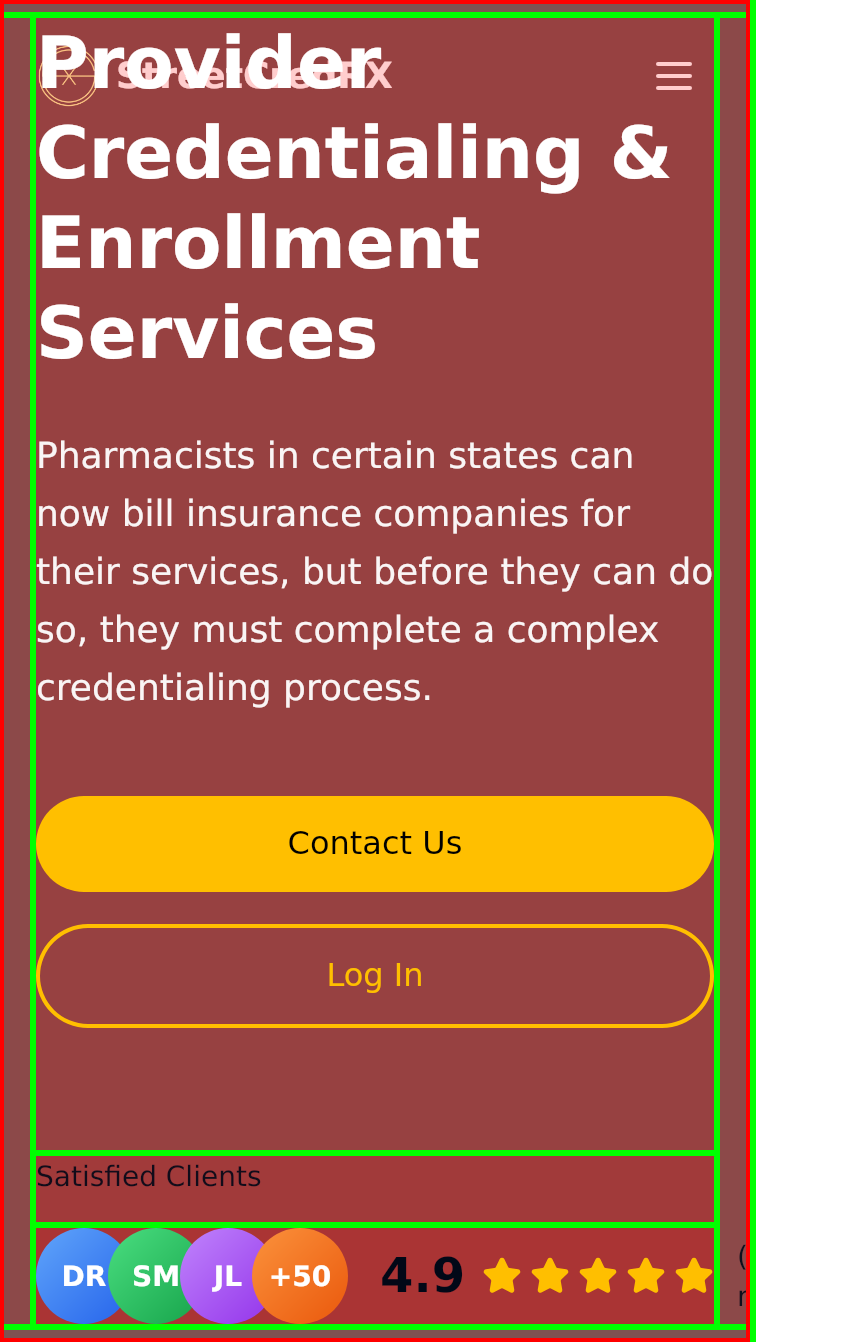 StreetCredRX
Provider
Credentialing &
Enrollment
Services
Pharmacists in certain states can
now bill insurance companies for
their services, but before they can do
so, they must complete a complex
credentialing process.
Contact Us
Log In
Satisfied Clients
DR SM JL +50 4.9